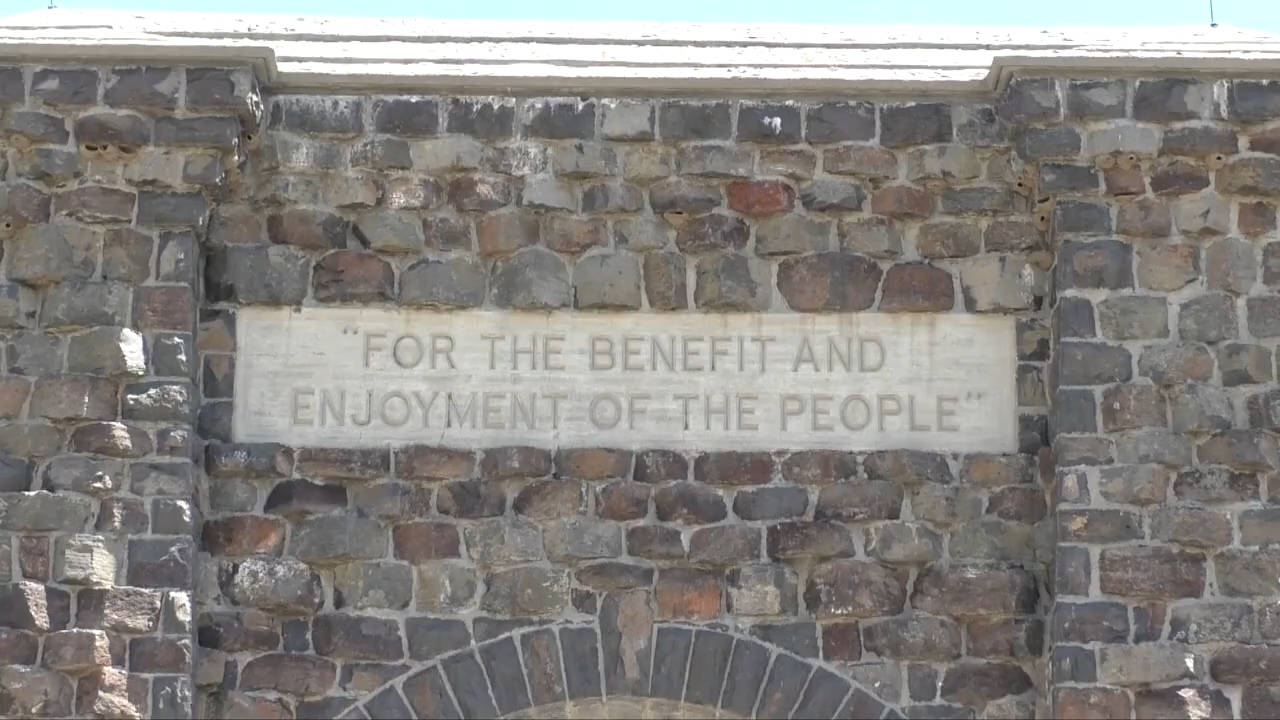 “FOR THE BENEFIT AND
ENJOYMENT OF THE PEOPLE”